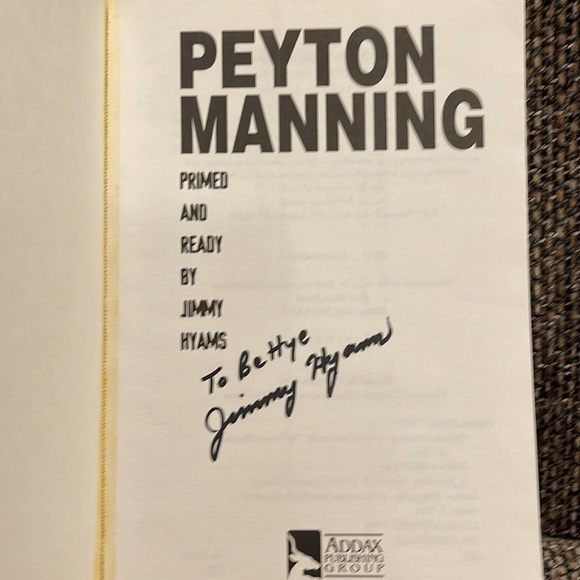 PEYTON
MANNING
PRIMED
AND
READY
BY
JIMMY
HYAMS
To Bettye
Jimmy Hyams
ADDAX
PUBLISHING
GROUP